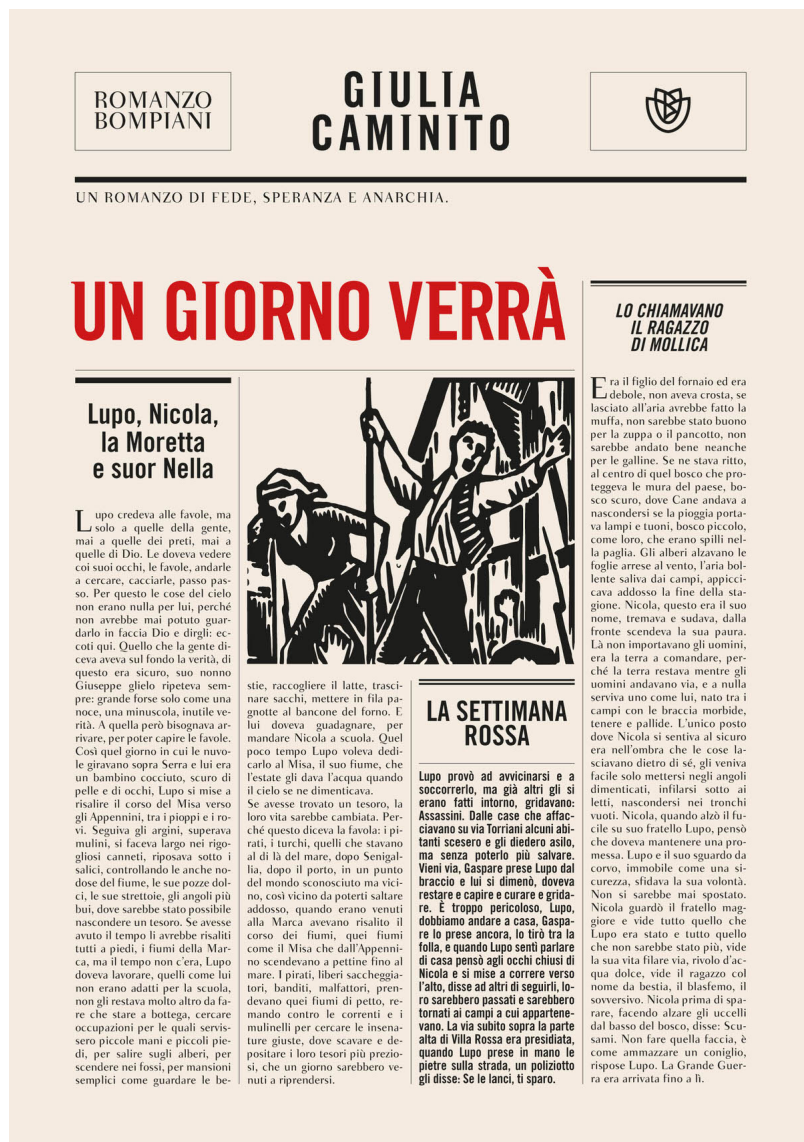 ROMANZO
BOMPIANI
GIULIA
CAMINITO
UN ROMANZO DI FEDE, SPERANZA E ANARCHIA.
UN GIORNO VERRÀ
Lupo, Nicola,
la Moretta
e suor Nella
Lupo credeva alle favole, ma
solo a quelle della gente,
mai a quelle dei preti, mai a
quelle di Dio. Le doveva vedere
coi suoi occhi, le favole, andarle
a cercare, cacciarle, passo pas-
so. Per questo le cose del cielo
non erano nulla per lui, perché
non avrebbe mai potuto guar-
darlo in faccia Dio e dirgli: ec-
coti qui. Quello che la gente di-
ceva aveva sul fondo la verità, di
questo era sicuro, suo nonno
Giuseppe glielo ripeteva sem-
pre: grande forse solo come una
noce, una minuscola, inutile ve-
rità. A quella però bisognava ar-
rivare, per poter capire le favole.
Così quel giorno in cui le nuvo-
le giravano sopra Serra e lui era
un bambino cocciuto, scuro di
pelle e di occhi, Lupo si mise a
risalire il corso del Misa verso
gli Appennini, tra i pioppi e i ro-
vi. Seguiva gli argini, superava
mulini, si faceva largo nei rigo-
gliosi canneti, riposava sotto i
salici, controllando le anche no-
dose del fiume, le sue pozze dol-
ci, le sue strettoie, gli angoli più
bui, dove sarebbe stato possibile
nascondere un tesoro. Se avesse
avuto il tempo li avrebbe risaliti
tutti a piedi, i fiumi della Mar-
ca, ma il tempo non c'era, Lupo
doveva lavorare, quelli come lui
non erano adatti per la scuola,
non gli restava molto altro da fa-
re che stare a bottega, cercare
occupazioni per le quali servis-
sero piccole mani e piccoli pie-
di, per salire sugli alberi, per
scendere nei fossi, per mansioni
semplici come guardare le be-
stie, raccogliere il latte, trasci-
nare sacchi, mettere in fila pa-
gnotte al bancone del forno. E
lui doveva guadagnare, per
mandare Nicola a scuola. Quel
poco tempo Lupo voleva dedi-
carlo al Misa, il suo fiume, che
l'estate gli dava l'acqua quando
il cielo se ne dimenticava.
Se avesse trovato un tesoro, la
loro vita sarebbe cambiata. Per-
ché questo diceva la favola: i pi-
rati, i turchi, quelli che stavano
al di là del mare, dopo Senigal-
lia, dopo il porto, in un punto
del mondo sconosciuto ma vici-
no, così vicino da poterti saltare
addosso, quando erano venuti
alla Marca avevano risalito il
corso dei fiumi, quei fiumi
come il Misa che dall'Appenni-
no scendevano a pettine fino al
mare. I pirati, liberi saccheggia-
tori, banditi, malfattori, pren-
devano quei fiumi di petto, re-
mando contro le correnti e i
mulinelli per cercare le insena-
ture giuste, dove scavare e de-
positare i loro tesori più prezio-
si, che un giorno sarebbero ve-
nuti a riprendersi.
LA SETTIMANA
ROSSA
Lupo provò ad avvicinarsi e a
soccorrerlo, ma già altri gli si
erano fatti intorno, gridavano:
Assassini. Dalle case che affac-
ciavano su via Torriani alcuni abi-
tanti scesero e gli diedero asilo,
ma senza poterlo più salvare.
Vieni via, Gaspare prese Lupo dal
braccio e lui si dimenò, doveva
restare e capire e curare e grida-
re. È troppo pericoloso, Lupo,
dobbiamo andare a casa, Gaspa-
re lo prese ancora, lo tirò tra la
folla, e quando Lupo sentì parlare
di casa pensò agli occhi chiusi di
Nicola e si mise a correre verso
l'alto, disse ad altri di seguirli, lo-
ro sarebbero passati e sarebbero
tornati ai campi a cui appartene-
vano. La via subito sopra la parte
alta di Villa Rossa era presidiata,
quando Lupo prese in mano le
pietre sulla strada, un poliziotto
gli disse: Se le lanci, ti sparo.
LO CHIAMAVANO
IL RAGAZZO
DI MOLLICA
Era il figlio del fornaio ed era
debole, non aveva crosta, se
lasciato all'aria avrebbe fatto la
muffa, non sarebbe stato buono
per la zuppa o il pancotto, non
sarebbe andato bene neanche
per le galline. Se ne stava ritto,
al centro di quel bosco che pro-
teggeva le mura del paese, bo-
sco scuro, dove Cane andava a
nascondersi se la pioggia porta-
va lampi e tuoni, bosco piccolo,
come loro, che erano spilli nel-
la paglia. Gli alberi alzavano le
foglie arrese al vento, l'aria bol-
lente saliva dai campi, appicci-
cava addosso la fine della sta-
gione. Nicola, questo era il suo
nome, tremava e sudava, dalla
fronte scendeva la sua paura.
Là non importavano gli uomini,
era la terra a comandare, per-
ché la terra restava mentre gli
uomini andavano via, e a nulla
serviva uno come lui, nato tra i
campi con le braccia morbide,
tenere e pallide. L'unico posto
dove Nicola si sentiva al sicuro
era nell'ombra che le cose la-
sciavano dietro di sé, gli veniva
facile solo mettersi negli angoli
dimenticati, infilarsi sotto ai
letti, nascondersi nei tronchi
vuoti. Nicola, quando alzò il fu-
cile su suo fratello Lupo, pensò
che doveva mantenere una pro-
messa. Lupo e il suo sguardo da
corvo, immobile come una si-
curezza, sfidava la sua volontà.
Non si sarebbe mai spostato.
Nicola guardò il fratello mag-
giore e vide tutto quello che
Lupo era stato e tutto quello
che non sarebbe stato più, vide
la sua vita filare via, rivolo d'ac-
qua dolce, vide il ragazzo col
nome da bestia, il blasfemo, il
sovversivo. Nicola prima di spa-
rare, facendo alzare gli uccelli
dal basso del bosco, disse: Scu-
sami. Non fare quella faccia, è
come ammazzare un coniglio,
rispose Lupo. La Grande Guer-
ra era arrivata fino a lì.